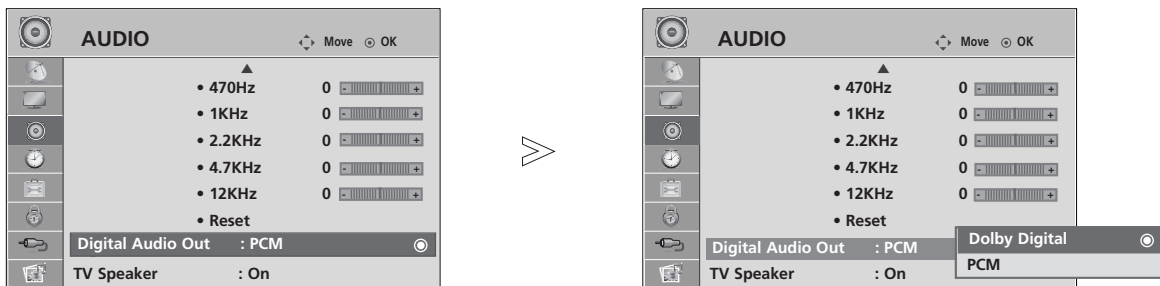 AUDIO Move OK
• 470Hz 0 - +
• 1KHz 0 - +
• 2.2KHz 0 - +
• 4.7KHz 0 - +
• 12KHz 0 - +
• Reset
Digital Audio Out : PCM
TV Speaker : On
AUDIO Move OK
• 470Hz 0 - +
• 1KHz 0 - +
• 2.2KHz 0 - +
• 4.7KHz 0 - +
• 12KHz 0 - +
• Reset
Digital Audio Out : PCM
TV Speaker : On
Dolby Digital
PCM